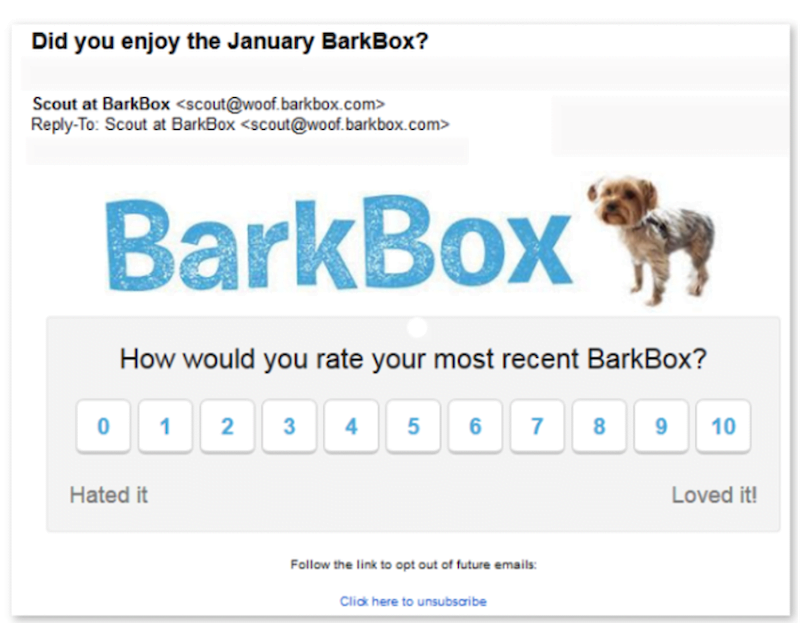 Did you enjoy the January BarkBox?
Scout at BarkBox <scout@woof.barkbox.com>
Reply-To: Scout at BarkBox <scout@woof.barkbox.com>
BarkBox
How would you rate your most recent BarkBox?
0 1 2 3 4 5 6 7 8 9 10
Hated it Loved it!
Follow the link to opt out of future emails:
Click here to unsubscribe